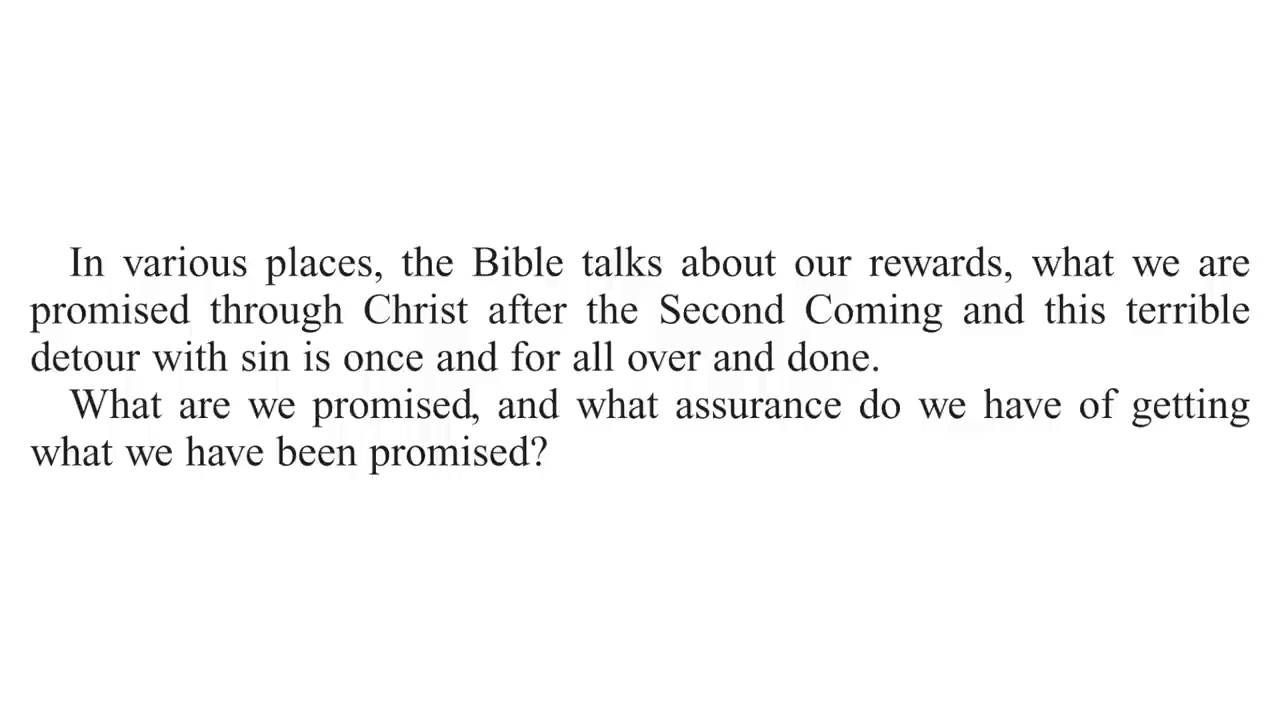 In various places, the Bible talks about our rewards, what we are
promised through Christ after the Second Coming and this terrible
detour with sin is once and for all over and done.
What are we promised, and what assurance do we have of getting
what we have been promised?